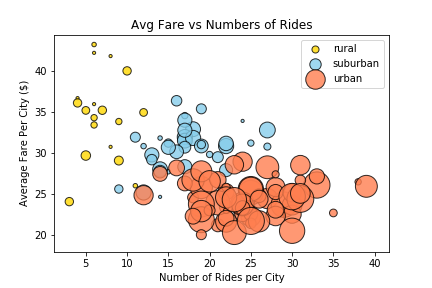 Avg Fare vs Numbers of Rides
rural
suburban
urban
Average Fare Per City ($)
40
35
30
25
20
5
10
15
20
25
30
35
40
Number of Rides per City